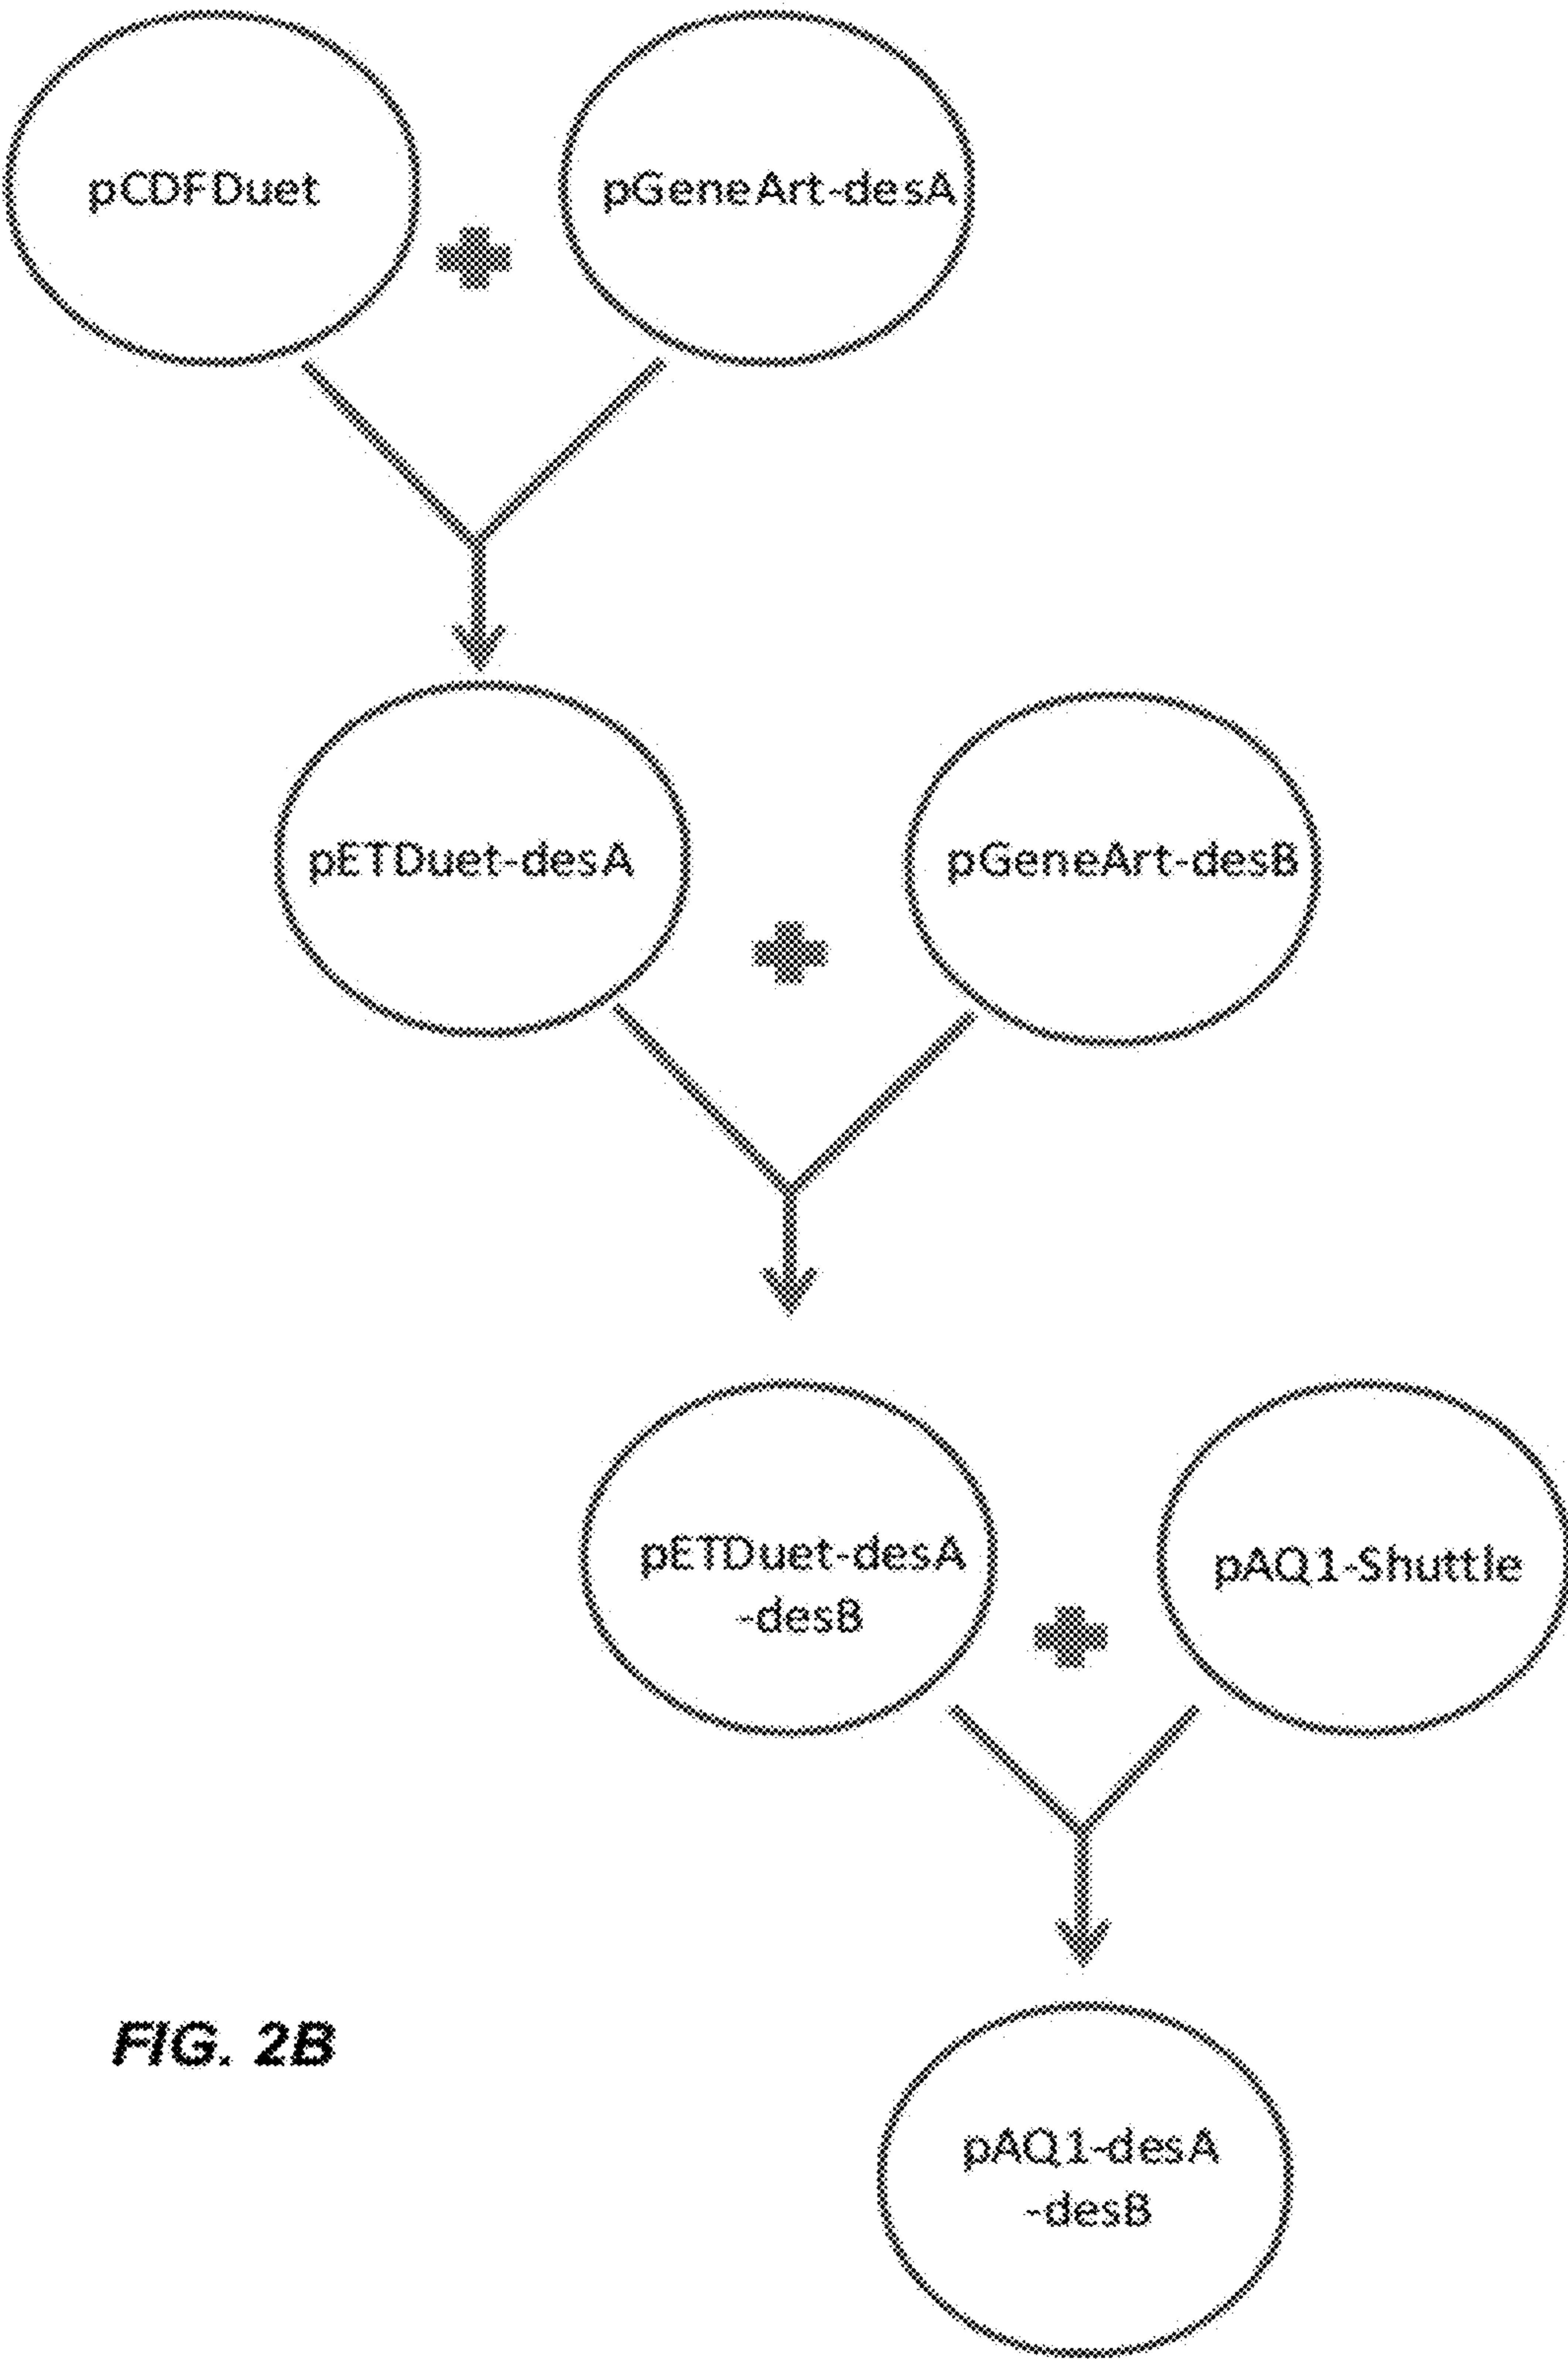 pCDFDuet
pGeneArt-desA
pETDuet-desA
pGeneArt-desB
pETDuet-desA
-desB
pAQ1-Shuttle
pAQ1-desA
-desB
FIG. 2B